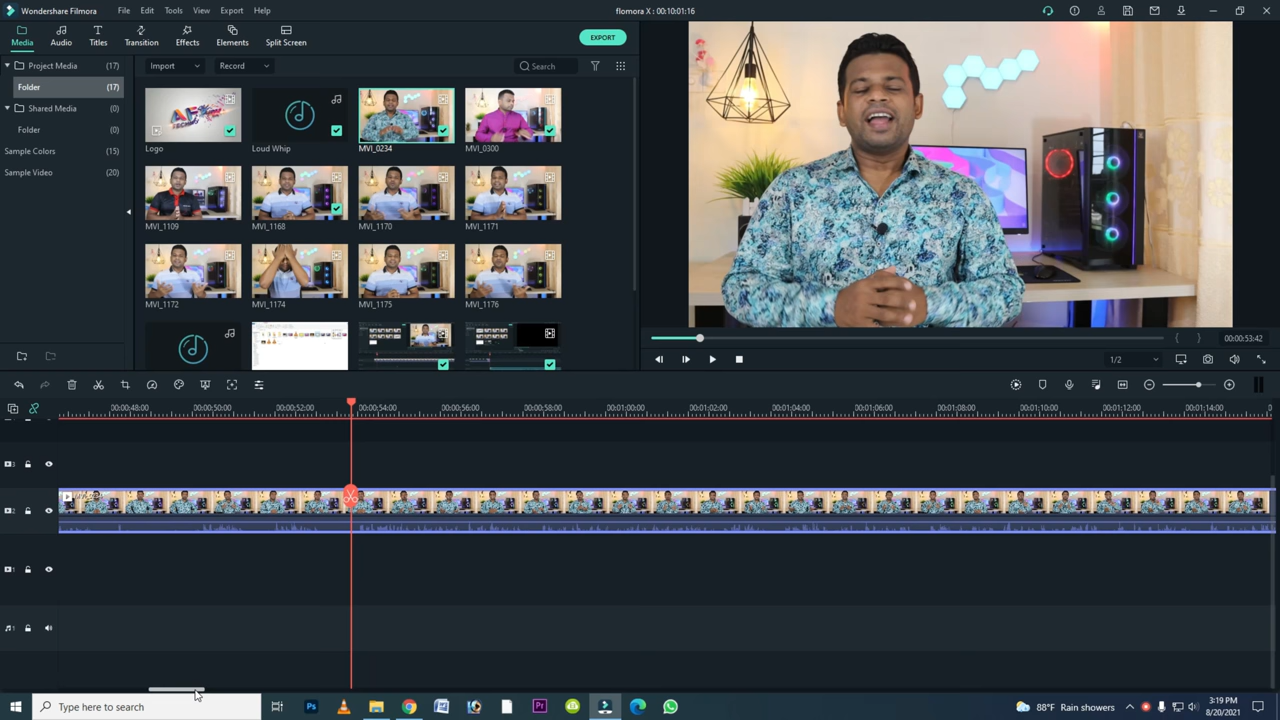 Wondershare Filmora
File Edit Tools View Export Help
flomora X : 00:10:01:16
Media Audio Titles Transition Effects Elements Split Screen
EXPORT
Project Media (17)
Folder (17)
Shared Media (0)
Folder (0)
Sample Colors (15)
Sample Video (20)
Import Record Search
Logo Loud Whip MVI_0234 MVI_0300
MVI_1109 MVI_1168 MVI_1170 MVI_1171
MVI_1172 MVI_1174 MVI_1175 MVI_1176
00:00:53:42
1/2
00:00:48:00 00:00:50:00 00:00:52:00 00:00:54:00 00:00:56:00 00:00:58:00 00:01:00:00 00:01:02:00 00:01:04:00 00:01:06:00 00:01:08:00 00:01:10:00 00:01:12:00 00:01:14:00
3
2
1
1
Type here to search
Ps
Pr
88°F Rain showers
3:19 PM
8/20/2021